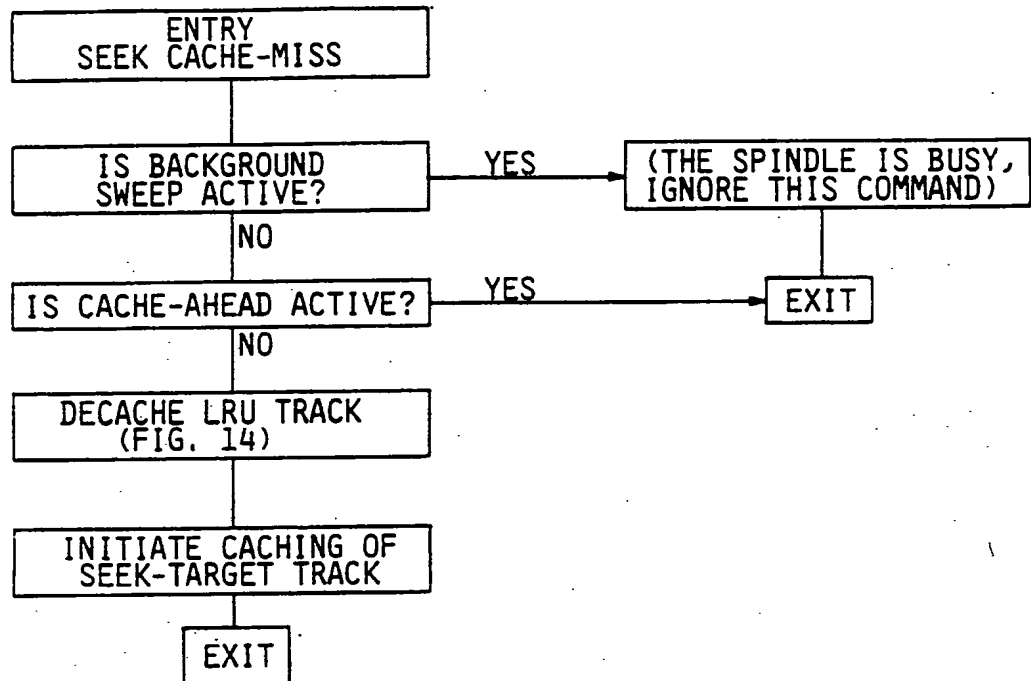 ENTRY
SEEK CACHE-MISS
IS BACKGROUND
SWEEP ACTIVE?
YES
(THE SPINDLE IS BUSY,
IGNORE THIS COMMAND)
NO
IS CACHE-AHEAD ACTIVE?
YES
EXIT
NO
DECACHE LRU TRACK
(FIG. 14)
INITIATE CACHING OF
SEEK-TARGET TRACK
EXIT